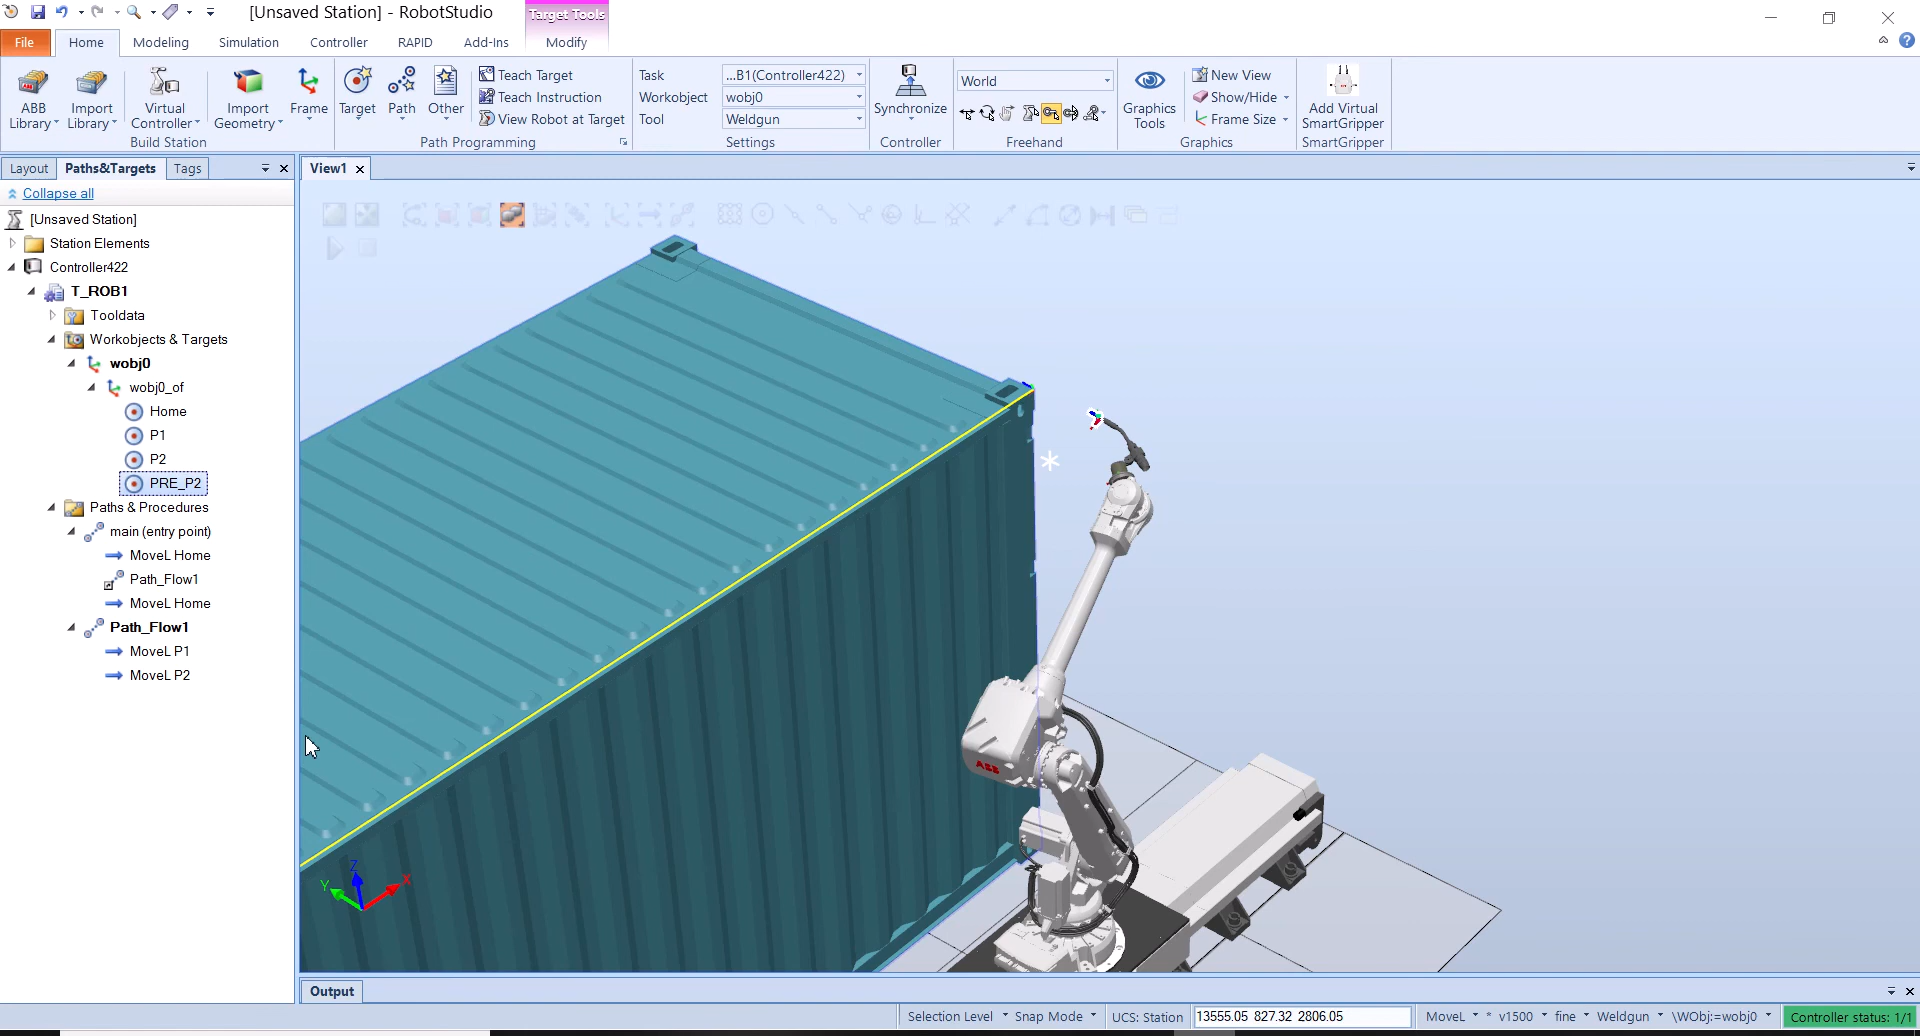 [Unsaved Station] - RobotStudio
Target Tools
File
Home
Modeling
Simulation
Controller
RAPID
Add-Ins
Modify
ABB
Library
Import
Library
Virtual
Controller
Import
Geometry
Frame
Build Station
Target
Path
Other
Teach Target
Teach Instruction
View Robot at Target
Path Programming
Task
...B1(Controller422)
Workobject
wobj0
Tool
Weldgun
Settings
Synchronize
Controller
World
Freehand
Graphics
Tools
New View
Show/Hide
Frame Size
Graphics
Add Virtual
SmartGripper
SmartGripper
Layout
Paths&Targets
Tags
View1
Collapse all
[Unsaved Station]
Station Elements
Controller422
T_ROB1
Tooldata
Workobjects & Targets
wobj0
wobj0_of
Home
P1
P2
PRE_P2
Paths & Procedures
main (entry point)
MoveL Home
Path_Flow1
MoveL Home
Path_Flow1
MoveL P1
MoveL P2
ABB
Z
Y
X
Output
Selection Level
Snap Mode
UCS: Station
13555.05 827.32 2806.05
MoveL
*
v1500
fine
Weldgun
\WObj:=wobj0
Controller status: 1/1